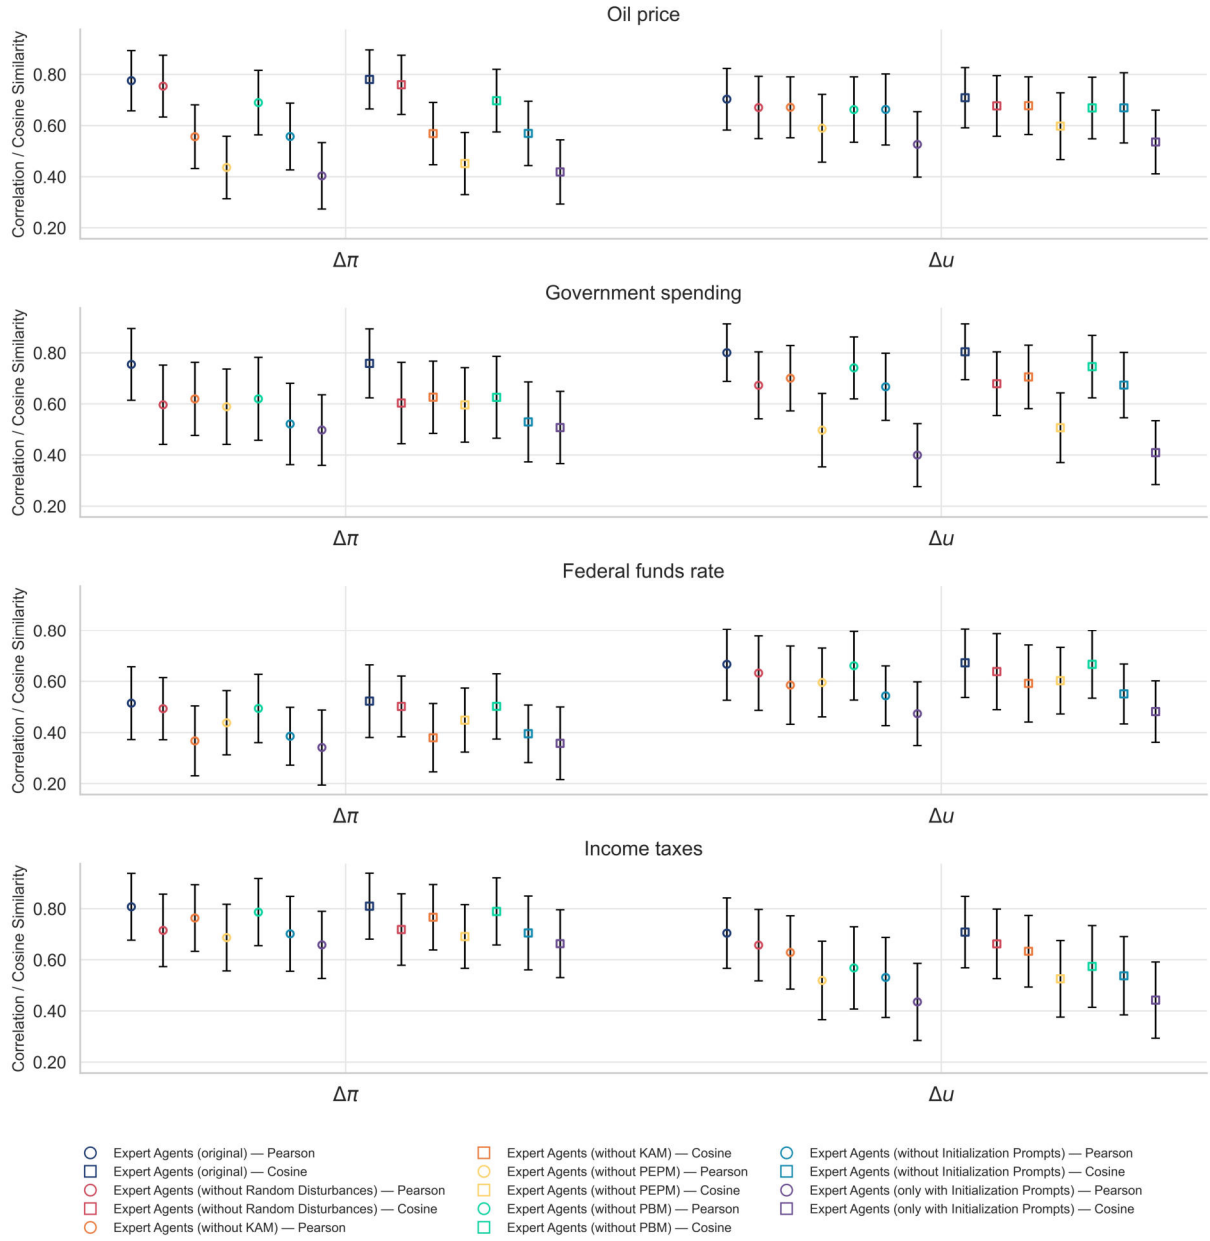 Oil price
Correlation / Cosine Similarity
0.80
0.60
0.40
0.20
Δπ
Δu
Government spending
Correlation / Cosine Similarity
0.80
0.60
0.40
0.20
Δπ
Δu
Federal funds rate
Correlation / Cosine Similarity
0.80
0.60
0.40
0.20
Δπ
Δu
Income taxes
Correlation / Cosine Similarity
0.80
0.60
0.40
0.20
Δπ
Δu
Expert Agents (original) — Pearson
Expert Agents (original) — Cosine
Expert Agents (without Random Disturbances) — Pearson
Expert Agents (without Random Disturbances) — Cosine
Expert Agents (without KAM) — Pearson
Expert Agents (without KAM) — Cosine
Expert Agents (without PEPM) — Pearson
Expert Agents (without PEPM) — Cosine
Expert Agents (without PBM) — Pearson
Expert Agents (without PBM) — Cosine
Expert Agents (without Initialization Prompts) — Pearson
Expert Agents (without Initialization Prompts) — Cosine
Expert Agents (only with Initialization Prompts) — Pearson
Expert Agents (only with Initialization Prompts) — Cosine